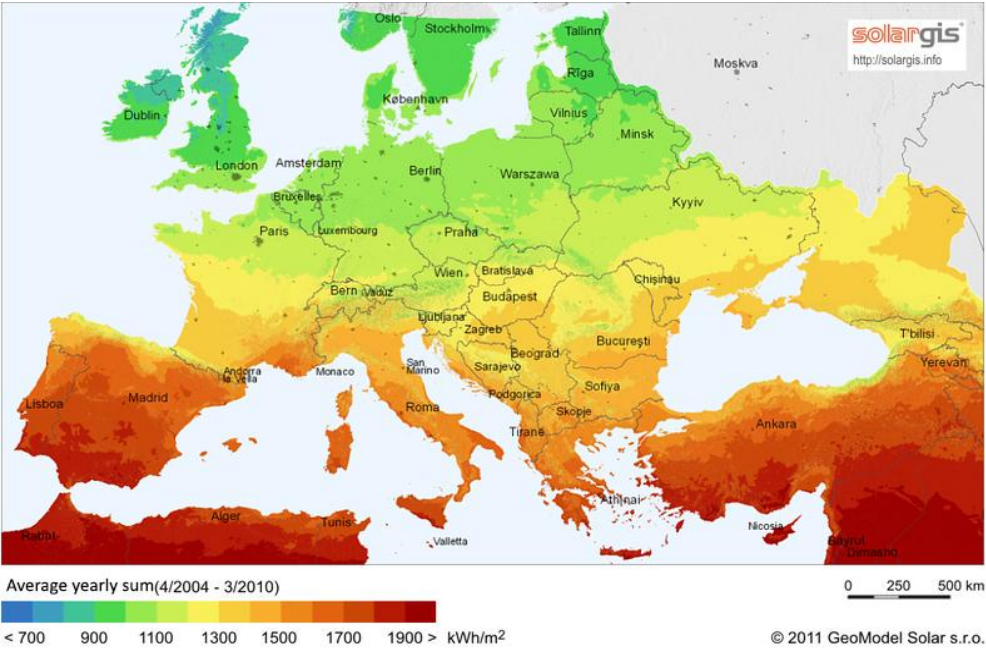 Oslo
Stockholm
Tallinn
solargis
http://solargis.info
Moskva
Rīga
København
Dublin
Vilnius
Minsk
London
Amsterdam
Berlin
Warszawa
Bruxelles
Kyyiv
Paris
Luxembourg
Praha
Wien
Bratislava
Chişinău
Bern
Vaduz
Budapest
Ljubljana
Zagreb
Beograd
Bucureşti
T'bilisi
Yerevan
Andorra
la Vella
Monaco
San
Marino
Sarajevo
Podgorica
Sofiya
Skopje
Lisboa
Madrid
Roma
Tiranë
Ankara
Athínai
Nicosia
Rabat
Alger
Tunis
Valletta
Bayrut
Dimashq
Average yearly sum(4/2004 - 3/2010)
0 250 500 km
< 700 900 1100 1300 1500 1700 1900 > kWh/m²
© 2011 GeoModel Solar s.r.o.